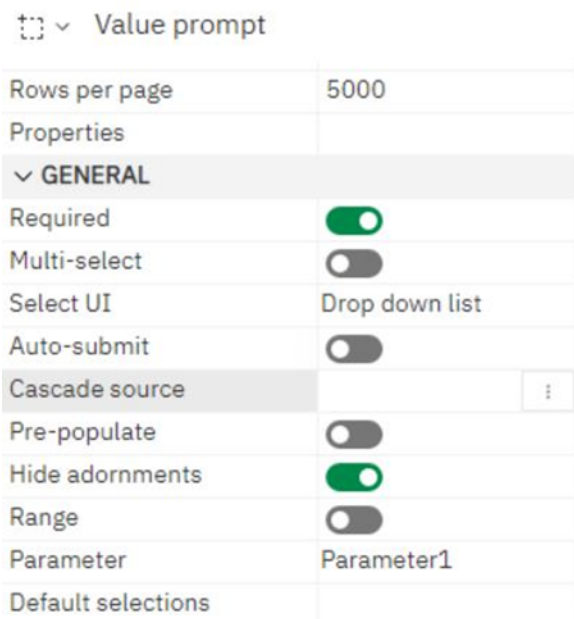 Value prompt
Rows per page 5000
Properties
GENERAL
Required
Multi-select
Select UI Drop down list
Auto-submit
Cascade source
Pre-populate
Hide adornments
Range
Parameter Parameter1
Default selections